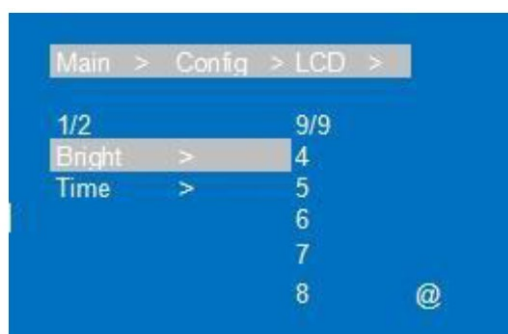 Main > Config > LCD >
1/2 9/9
Bright > 4
Time > 5
6
7
8 @